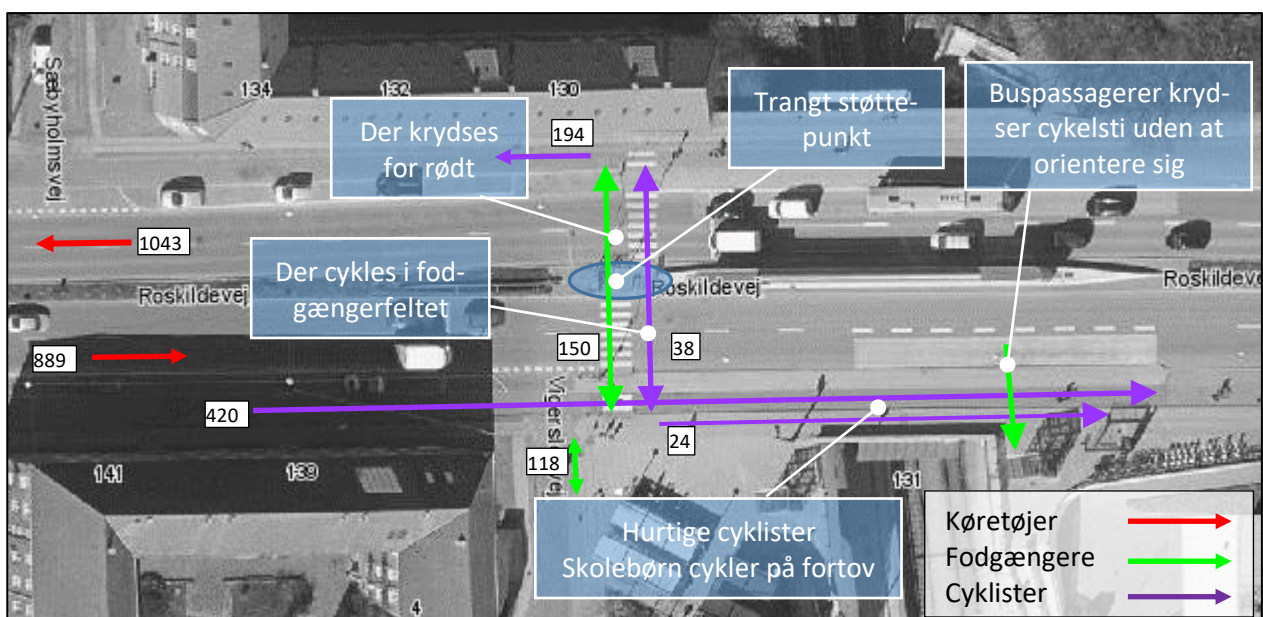 Sæbyholmsvej
134
132
130
194
Der krydses
for rødt
Trangt støtte-
punkt
Buspassagerer kryd-
ser cykelsti uden at
orientere sig
1043
Der cykles i fod-
gængerfeltet
Roskildevej
Roskildevej
Roskildeve
889
150
38
420
24
118
141
139
131
Hurtige cyklister
Skolebørn cykler på fortov
4
Køretøjer
Fodgængere
Cyklister